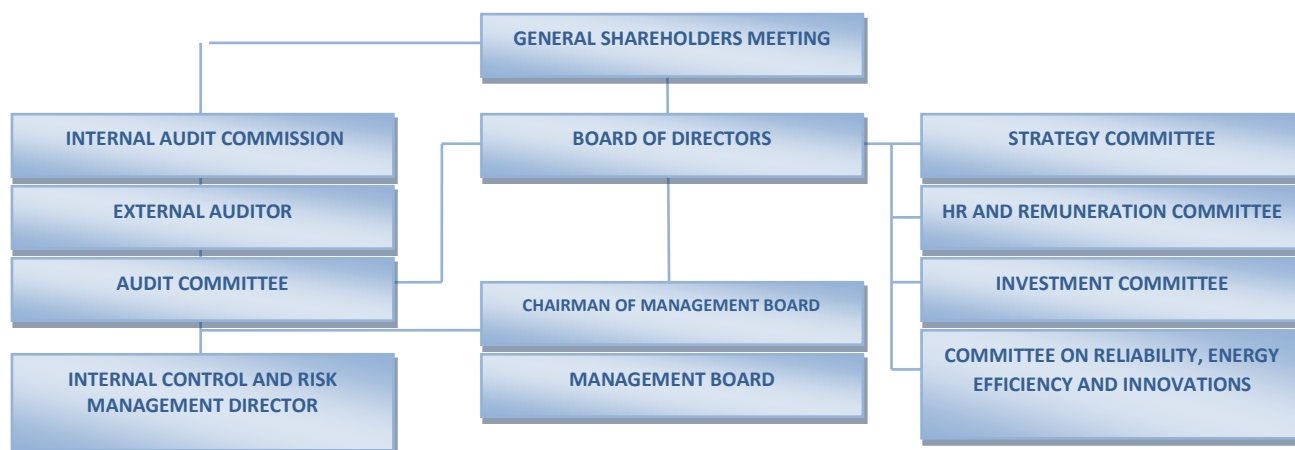 GENERAL SHAREHOLDERS MEETING
INTERNAL AUDIT COMMISSION
BOARD OF DIRECTORS
STRATEGY COMMITTEE
EXTERNAL AUDITOR
HR AND REMUNERATION COMMITTEE
AUDIT COMMITTEE
INVESTMENT COMMITTEE
CHAIRMAN OF MANAGEMENT BOARD
INTERNAL CONTROL AND RISK
MANAGEMENT DIRECTOR
MANAGEMENT BOARD
COMMITTEE ON RELIABILITY, ENERGY
EFFICIENCY AND INNOVATIONS